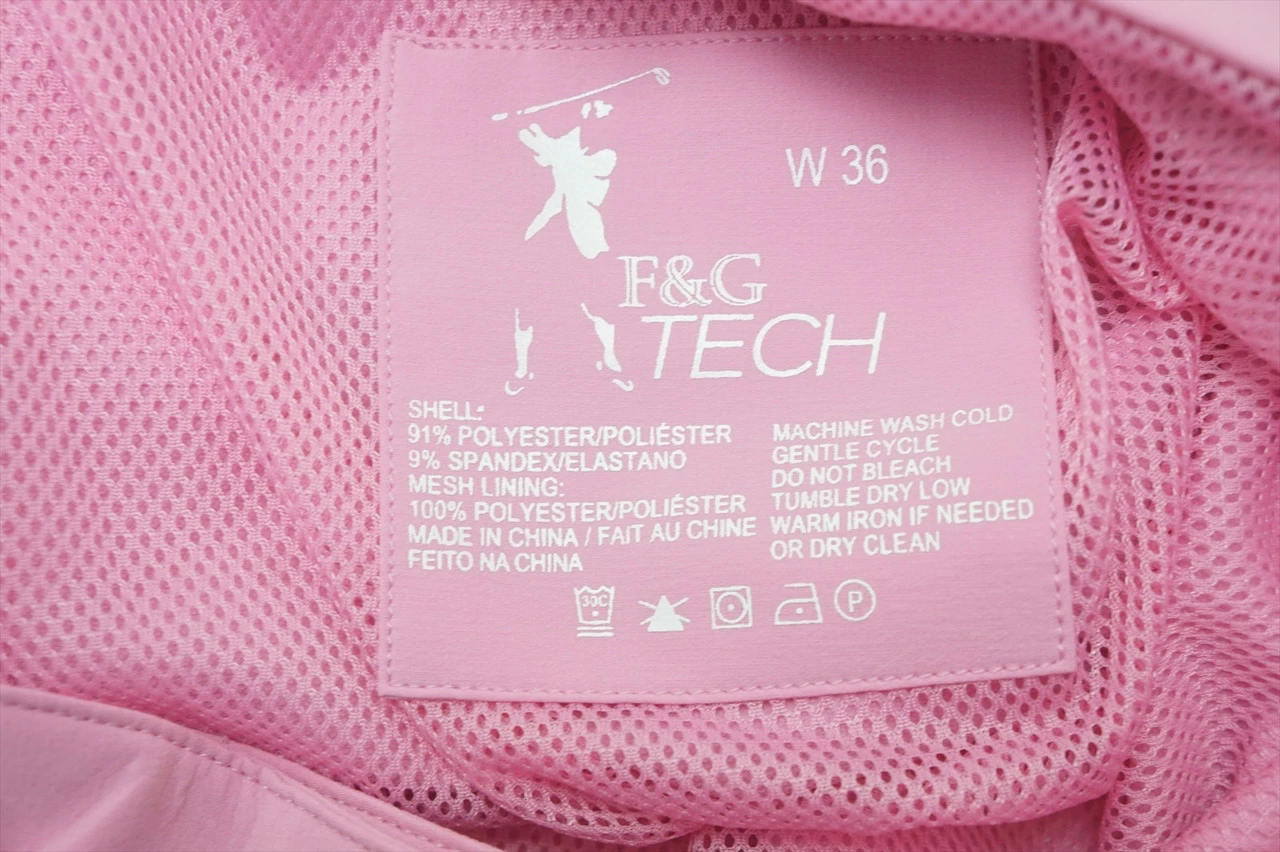 W 36
F&G
TECH
SHELL:
91% POLYESTER/POLIÉSTER
9% SPANDEX/ELASTANO
MESH LINING:
100% POLYESTER/POLIÉSTER
MADE IN CHINA / FAIT AU CHINE
FEITO NA CHINA
MACHINE WASH COLD
GENTLE CYCLE
DO NOT BLEACH
TUMBLE DRY LOW
WARM IRON IF NEEDED
OR DRY CLEAN
30C
P